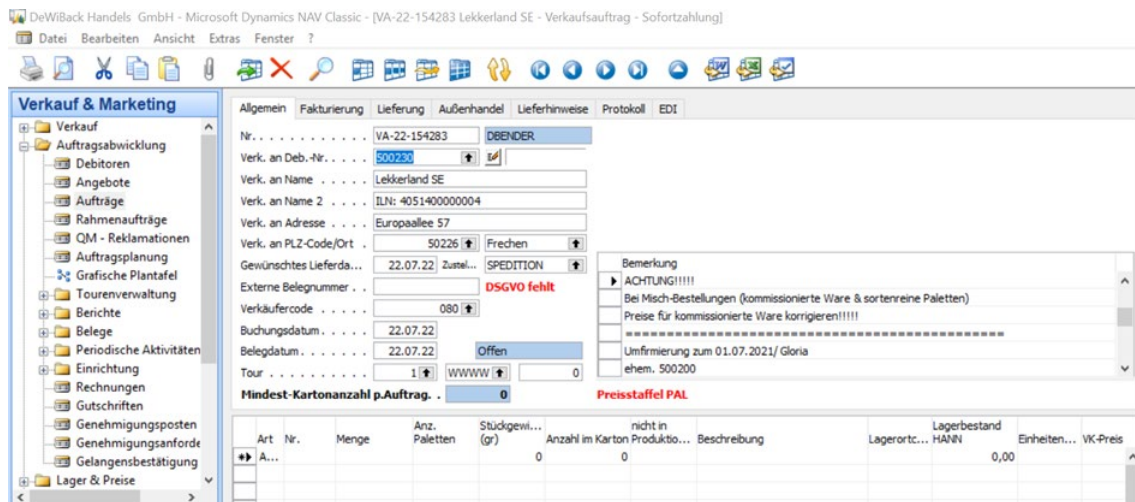 DeWiBack Handels GmbH - Microsoft Dynamics NAV Classic - [VA-22-154283 Lekkerland SE - Verkaufsauftrag - Sofortzahlung]
Datei Bearbeiten Ansicht Extras Fenster ?
Verkauf & Marketing
Verkauf
Auftragsabwicklung
Debitoren
Angebote
Aufträge
Rahmenaufträge
QM - Reklamationen
Auftragsplanung
Grafische Plantafel
Tourenverwaltung
Berichte
Belege
Periodische Aktivitäten
Einrichtung
Rechnungen
Gutschriften
Genehmigungsposten
Genehmigungsanforde
Gelangensbestätigung
Lager & Preise
Allgemein Fakturierung Lieferung Außenhandel Lieferhinweise Protokoll EDI
Nr. . . . . . . . . . . . . VA-22-154283 DBENDER
Verk. an Deb.-Nr. . . . . 500230
Verk. an Name . . . . . Lekkerland SE
Verk. an Name 2 . . . . ILN: 4051400000004
Verk. an Adresse . . . . Europaallee 57
Verk. an PLZ-Code/Ort . 50226 Frechen
Gewünschtes Lieferda... 22.07.22 Zustel... SPEDITION
Externe Belegnummer . . DSGVO fehlt
Verkäufercode . . . . . 080
Buchungsdatum . . . . . 22.07.22
Belegdatum . . . . . . . 22.07.22 Offen
Tour . . . . . . . . . . . 1 WWWW 0
Mindest-Kartonanzahl p.Auftrag. . 0 Preisstaffel PAL
Bemerkung
ACHTUNG!!!!!
Bei Misch-Bestellungen (kommissionierte Ware & sortenreine Paletten)
Preise für kommissionierte Ware korrigieren!!!!!
==============================================
Umfirmierung zum 01.07.2021/ Gloria
ehem. 500200
Art Nr. Menge Anz. Paletten Stückgewi... (gr) Anzahl im Karton nicht in Produktio... Beschreibung Lagerortc... Lagerbestand HANN Einheiten... VK-Preis
A... 0 0 0,00